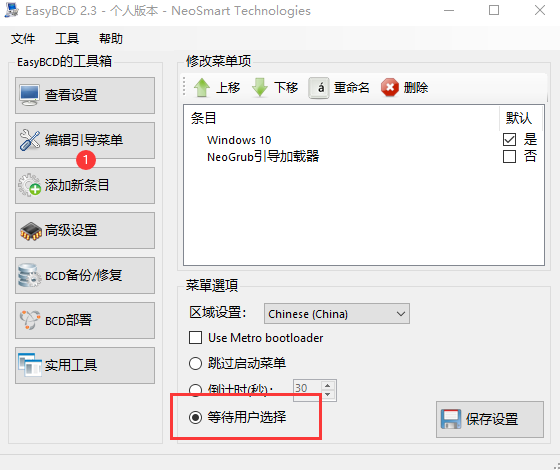 EasyBCD 2.3 - 个人版本 - NeoSmart Technologies
文件 工具 帮助
EasyBCD的工具箱
查看设置
编辑引导菜单
1
添加新条目
高级设置
BCD备份/修复
BCD部署
实用工具
修改菜单项
上移 下移 á 重命名 删除
条目 默认
Windows 10 是
NeoGrub引导加载器 否
菜單選項
区域设置: Chinese (China)
Use Metro bootloader
跳过启动菜单
倒计时(秒): 30
等待用户选择
保存设置